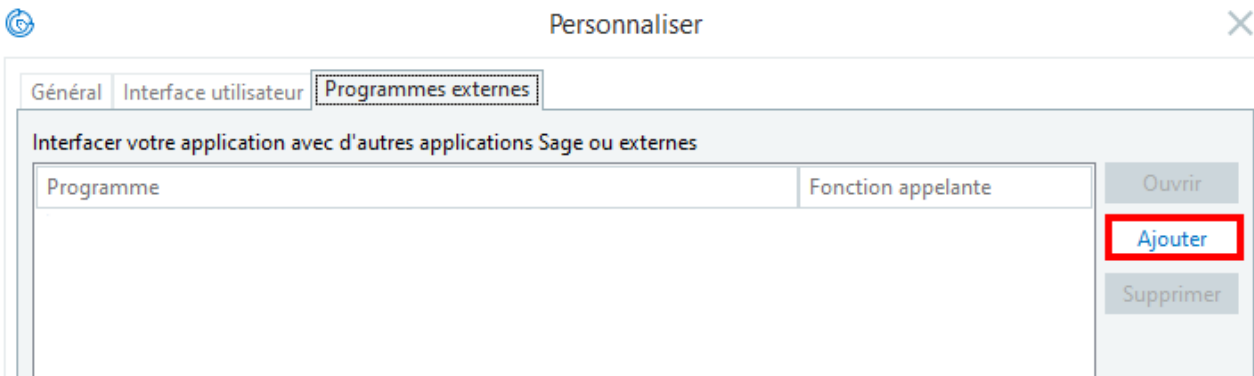 Personnaliser
Général Interface utilisateur Programmes externes
Interfacer votre application avec d'autres applications Sage ou externes
Programme Fonction appelante Ouvrir
Ajouter
Supprimer